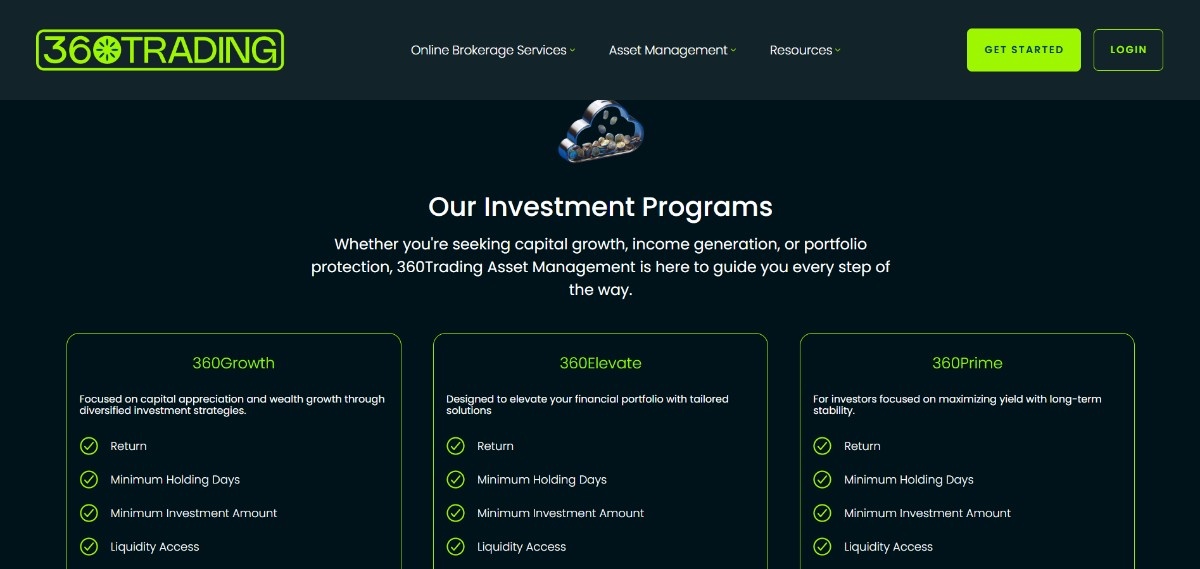 360TRADING
Online Brokerage Services
Asset Management
Resources
GET STARTED
LOGIN
Our Investment Programs
Whether you're seeking capital growth, income generation, or portfolio
protection, 360Trading Asset Management is here to guide you every step of
the way.
360Growth
Focused on capital appreciation and wealth growth through
diversified investment strategies.
Return
Minimum Holding Days
Minimum Investment Amount
Liquidity Access
360Elevate
Designed to elevate your financial portfolio with tailored
solutions
Return
Minimum Holding Days
Minimum Investment Amount
Liquidity Access
360Prime
For investors focused on maximizing yield with long-term
stability.
Return
Minimum Holding Days
Minimum Investment Amount
Liquidity Access